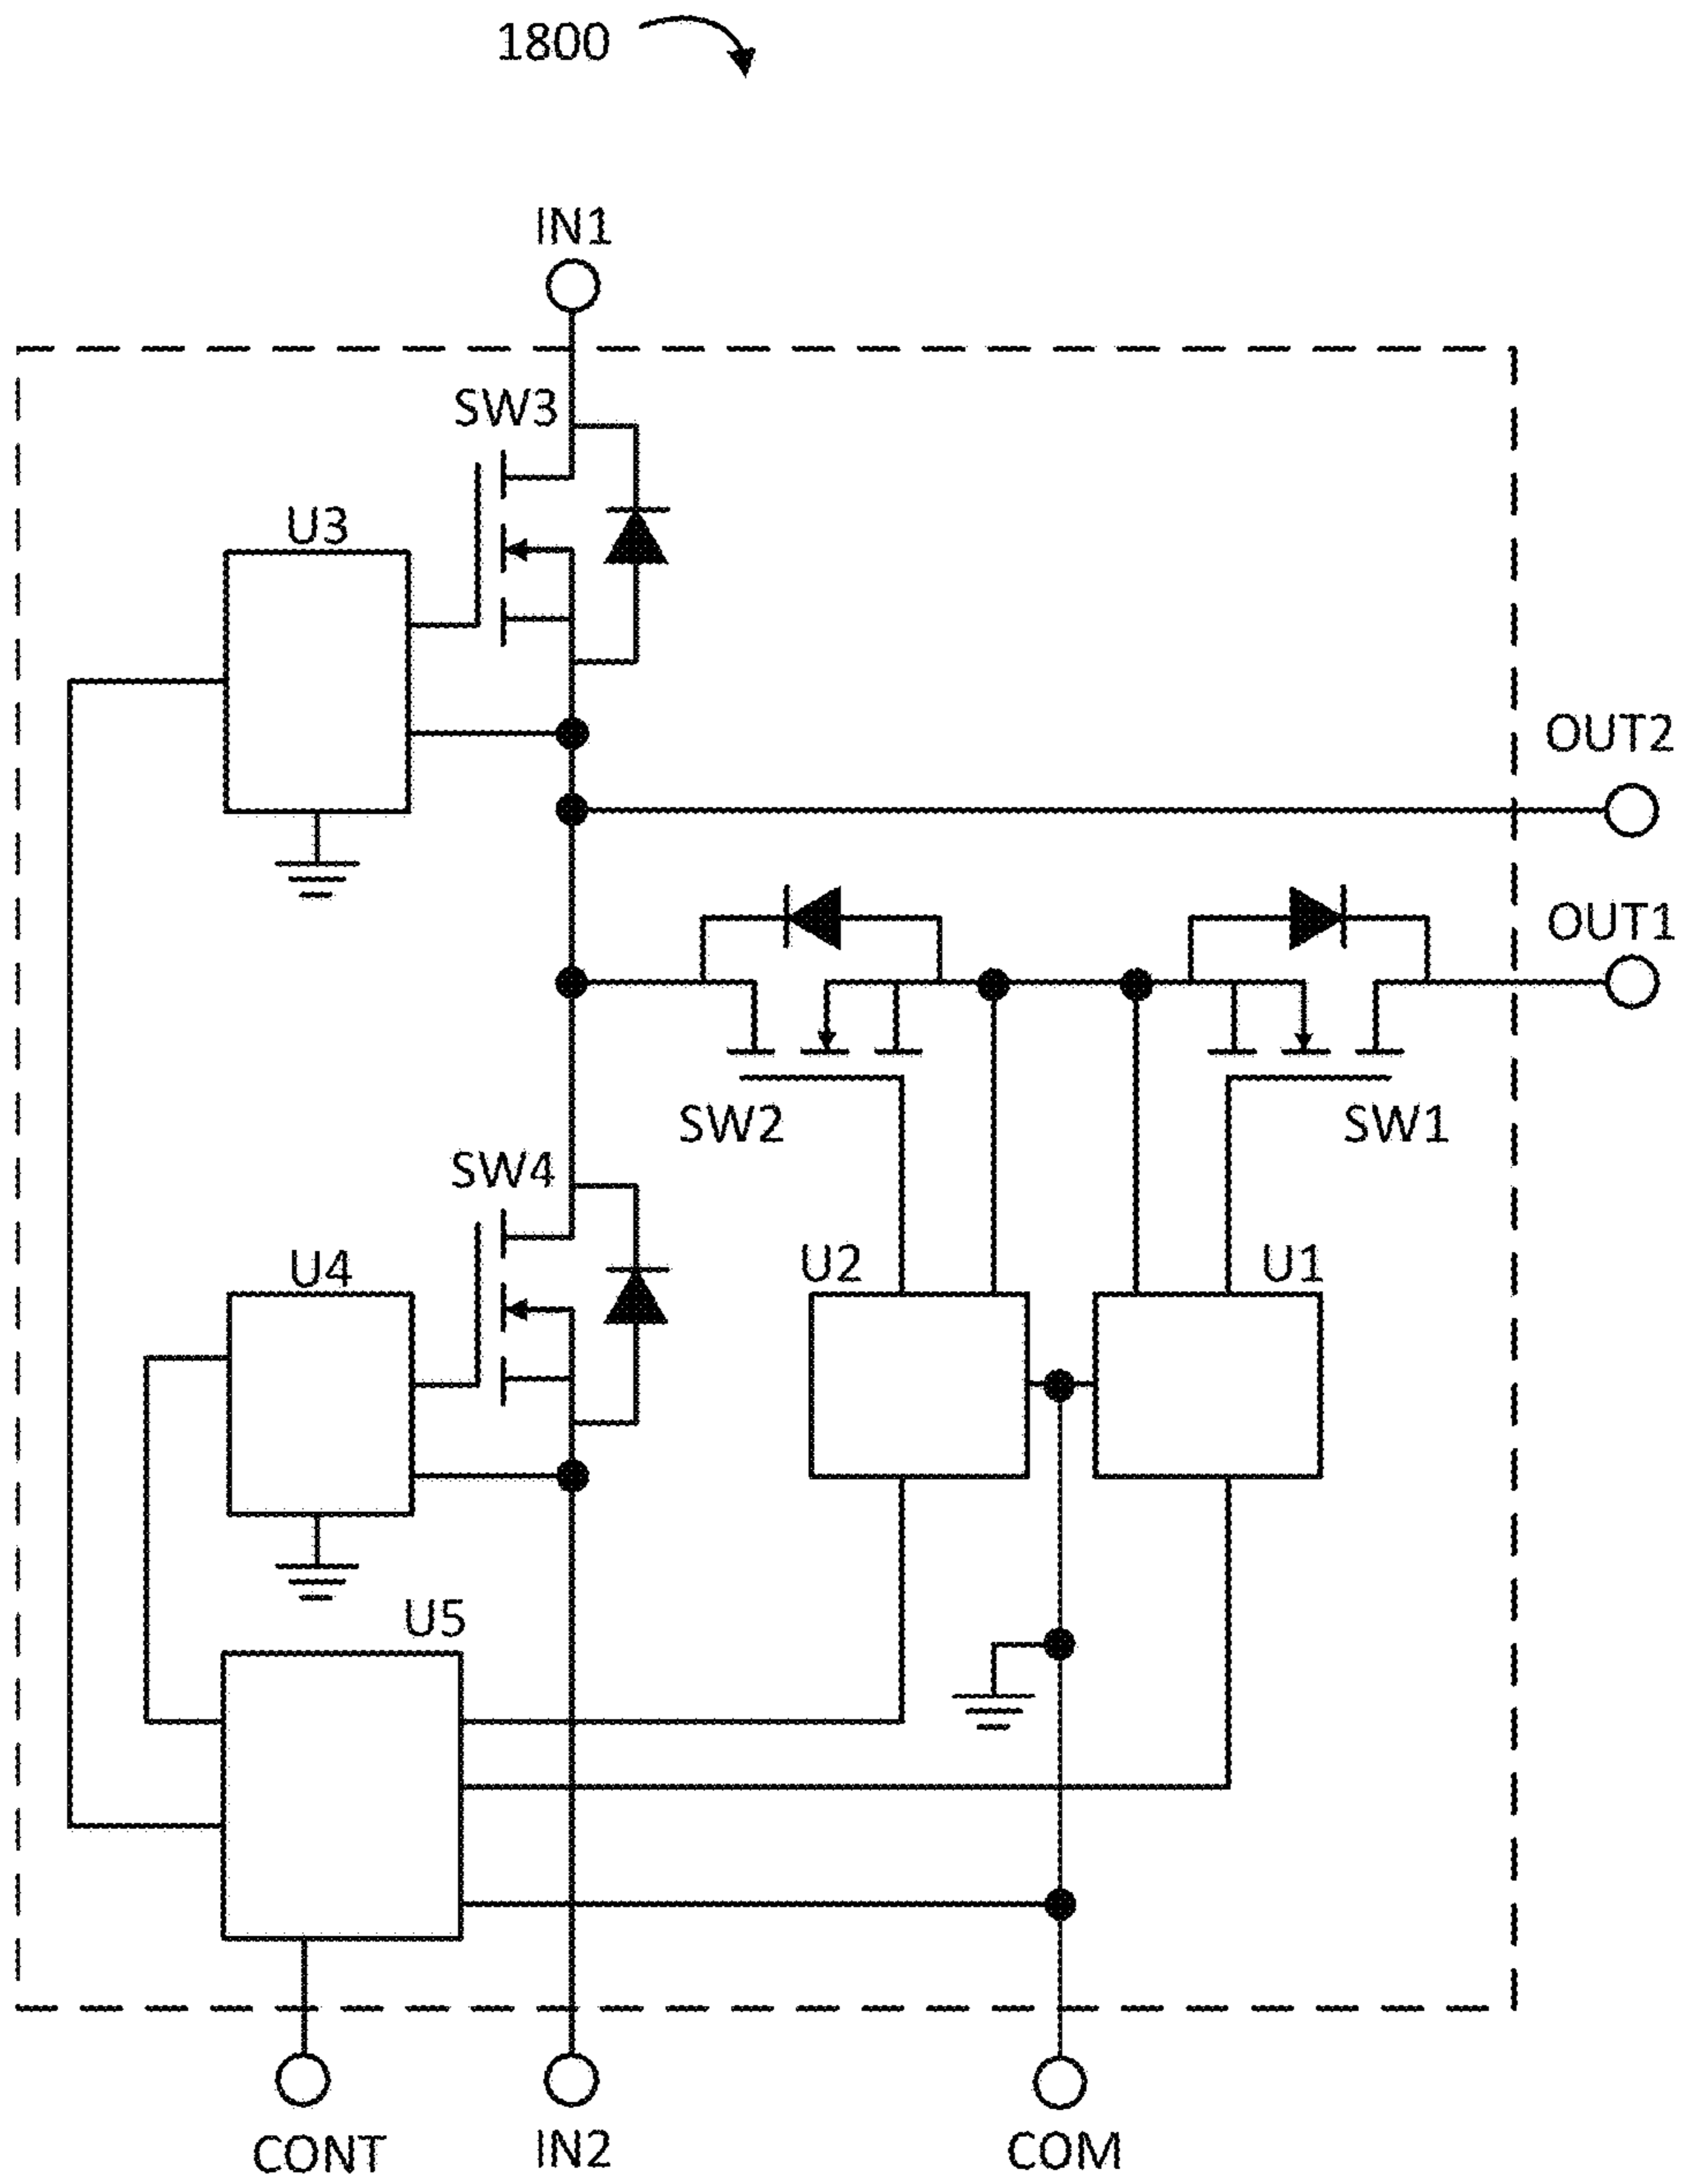 1800
IN1
SW3
U3
OUT2
OUT1
SW2
SW1
SW4
U4
U2
U1
U5
CONT
IN2
COM